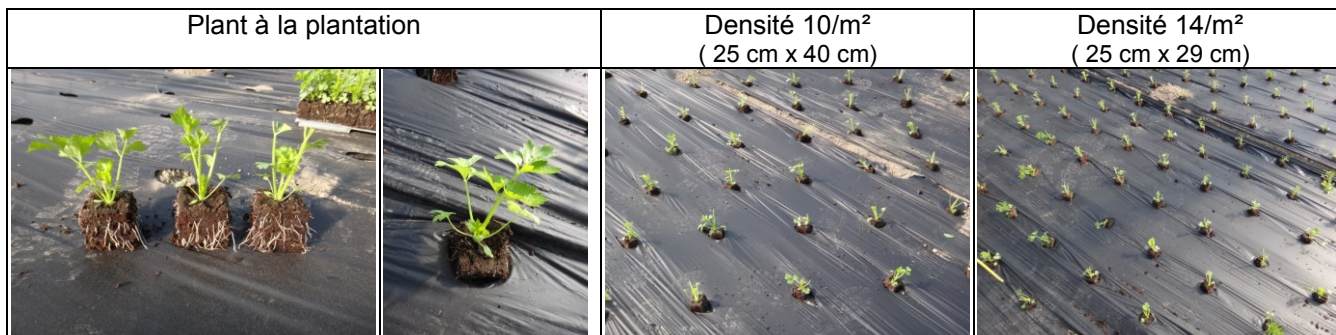 Plant à la plantation
Densité 10/m²
( 25 cm x 40 cm)
Densité 14/m²
( 25 cm x 29 cm)